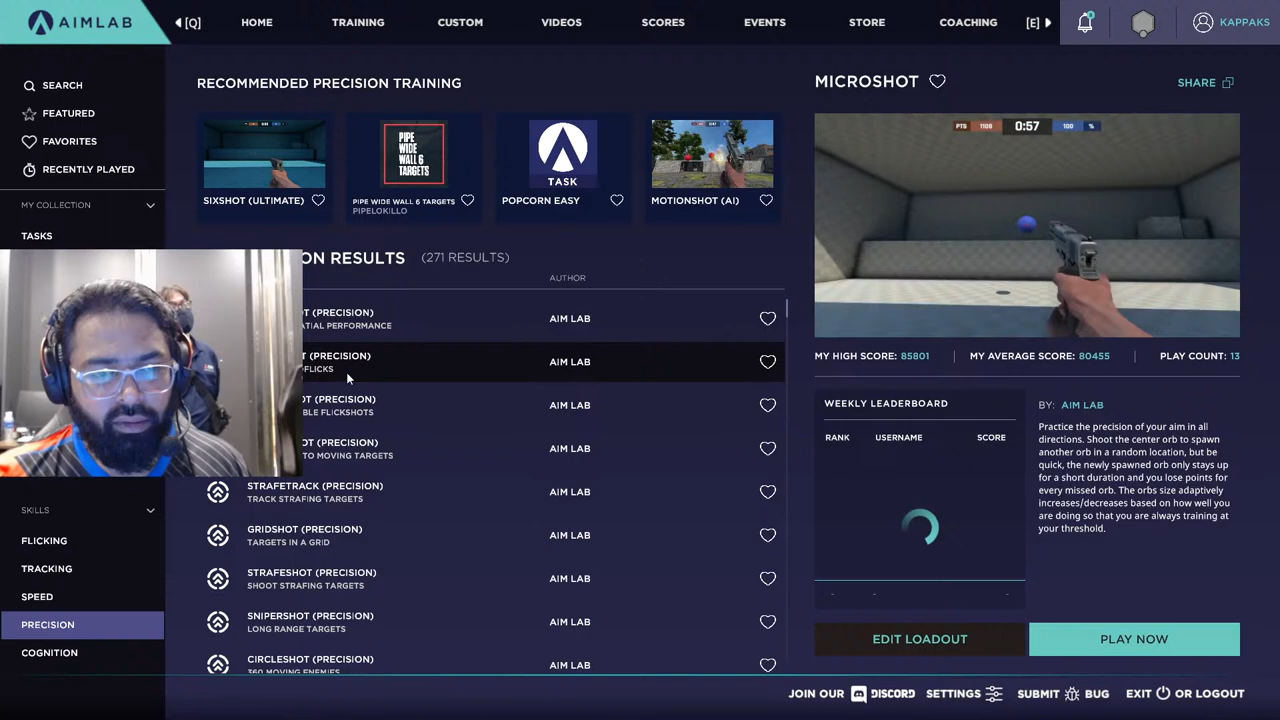 AIMLAB
[Q]
HOME
TRAINING
CUSTOM
VIDEOS
SCORES
EVENTS
STORE
COACHING
[E]
KAPPAKS
SEARCH
FEATURED
FAVORITES
RECENTLY PLAYED
MY COLLECTION
TASKS
SKILLS
FLICKING
TRACKING
SPEED
PRECISION
COGNITION
RECOMMENDED PRECISION TRAINING
SIXSHOT (ULTIMATE)
PIPE
WIDE
WALL 6
TARGETS
PIPE WIDE WALL 6 TARGETS
PIPELOKILLO
TASK
POPCORN EASY
MOTIONSHOT (AI)
ON RESULTS (271 RESULTS)
AUTHOR
OT (PRECISION)
ATIAL PERFORMANCE
AIM LAB
T (PRECISION)
FLICKS
AIM LAB
OT (PRECISION)
BLE FLICKSHOTS
AIM LAB
OT (PRECISION)
TO MOVING TARGETS
AIM LAB
STRAFETRACK (PRECISION)
TRACK STRAFING TARGETS
AIM LAB
GRIDSHOT (PRECISION)
TARGETS IN A GRID
AIM LAB
STRAFESHOT (PRECISION)
SHOOT STRAFING TARGETS
AIM LAB
SNIPERSHOT (PRECISION)
LONG RANGE TARGETS
AIM LAB
CIRCLESHOT (PRECISION)
360 MOVING ENEMIES
AIM LAB
MICROSHOT
SHARE
PTS 1108 0:57 100 %
MY HIGH SCORE: 85801
MY AVERAGE SCORE: 80455
PLAY COUNT: 13
WEEKLY LEADERBOARD
RANK USERNAME SCORE
- - -
BY: AIM LAB
Practice the precision of your aim in all
directions. Shoot the center orb to spawn
another orb in a random location, but be
quick, the newly spawned orb only stays up
for a short duration and you lose points for
every missed orb. The orbs size adaptively
increases/decreases based on how well you
are doing so that you are always training at
your threshold.
EDIT LOADOUT
PLAY NOW
JOIN OUR DISCORD
SETTINGS
SUBMIT BUG
EXIT OR LOGOUT